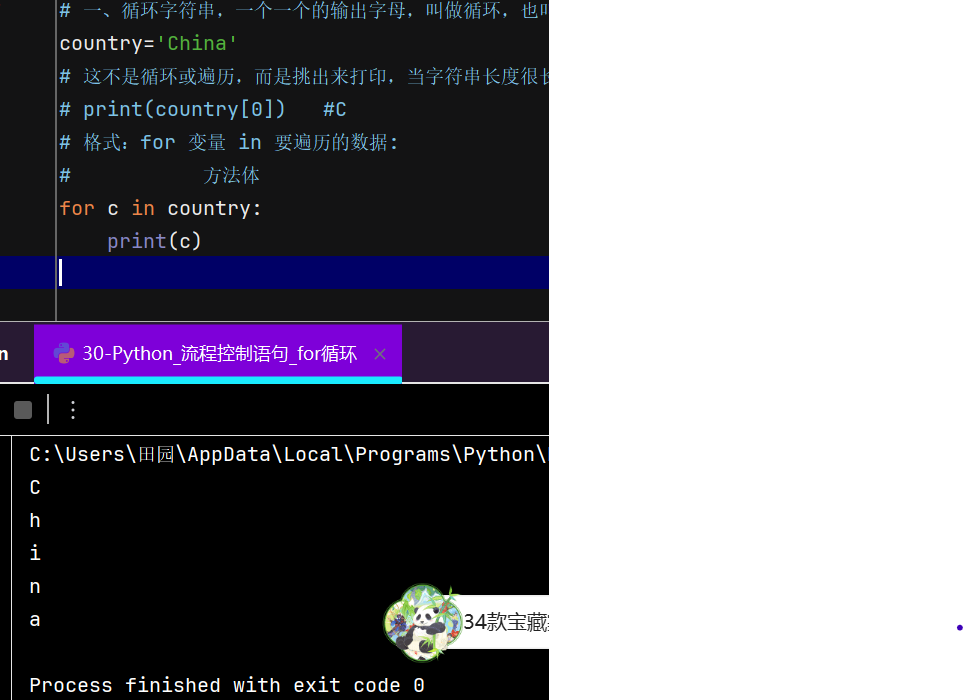 # 一、循环字符串，一个一个的输出字母，叫做循环，也
country='China'
# 这不是循环或遍历，而是挑出来打印，当字符串长度很
# print(country[0])   #C
# 格式：for 变量 in 要遍历的数据:
#           方法体
for c in country:
    print(c)
n
30-Python_流程控制语句_for循环
C:\Users\田园\AppData\Local\Programs\Python\
C
h
i
n
a
34款宝藏
Process finished with exit code 0